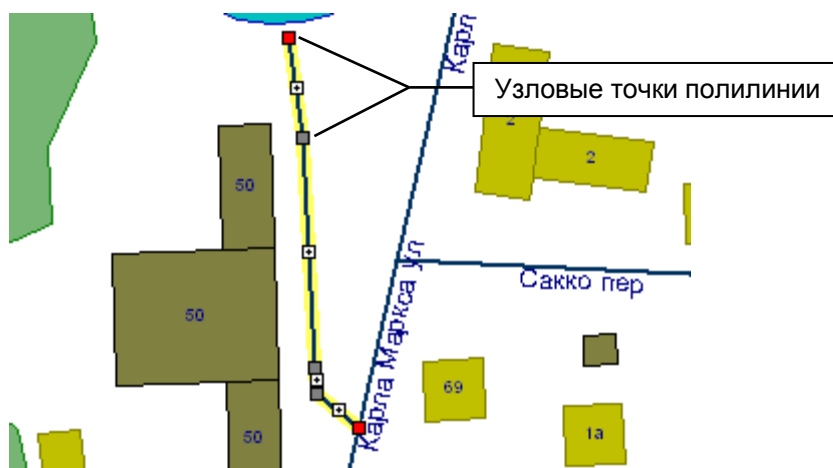 Карл
Узловые точки полилинии
2
2
50
Карла Маркса ул
Сакко пер
50
69
50
1а